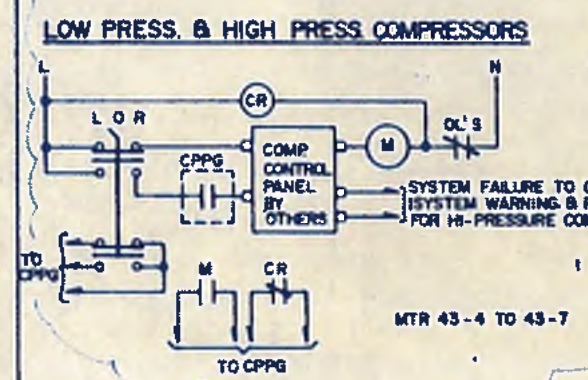 LOW PRESS. & HIGH PRESS. COMPRESSORS
L
N
CR
L O R
OL'S
M
CPPG
COMP.
CONTROL
PANEL
BY
OTHERS
SYSTEM FAILURE TO
SYSTEM WARNING &
FOR HI-PRESSURE
TO
CPPG
M
CR
MTR 43-4 TO 43-7
TO CPPG